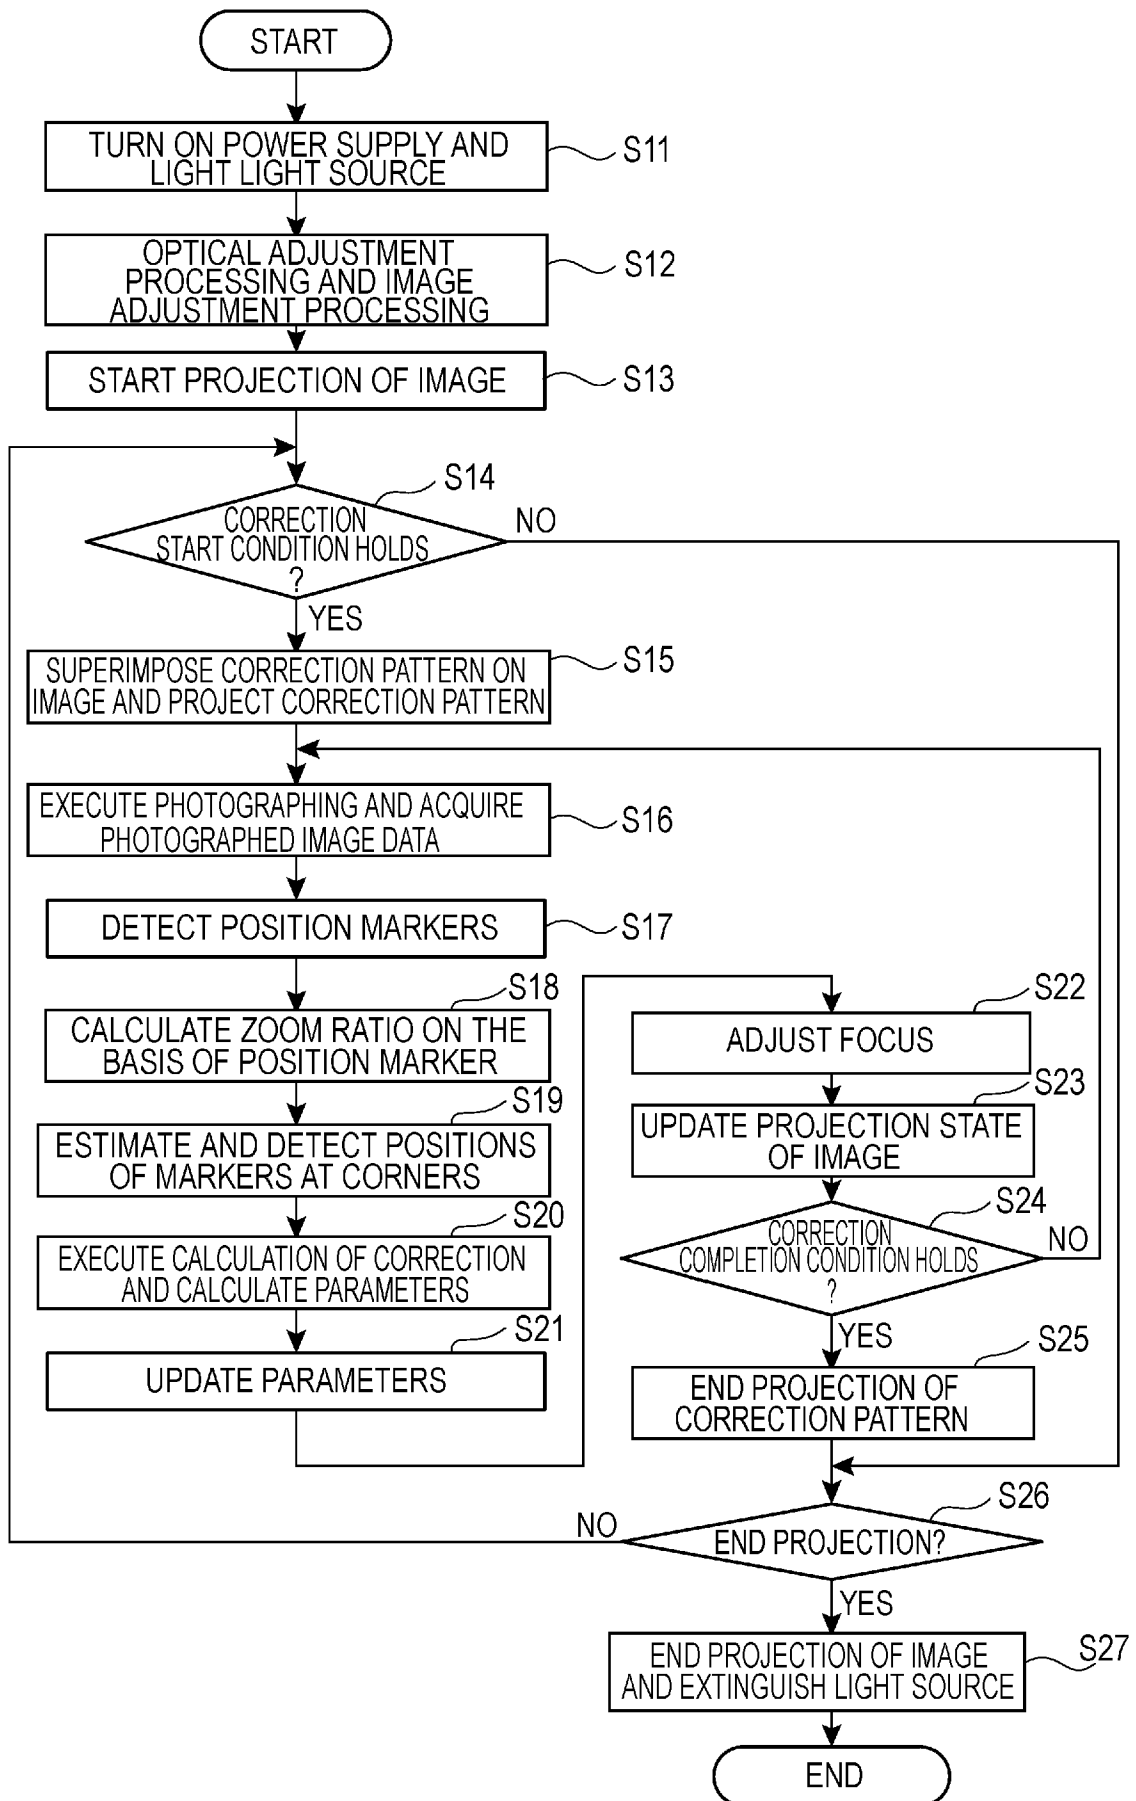 START
TURN ON POWER SUPPLY AND
LIGHT LIGHT SOURCE
S11
OPTICAL ADJUSTMENT
PROCESSING AND IMAGE
ADJUSTMENT PROCESSING
S12
START PROJECTION OF IMAGE
S13
S14
CORRECTION
START CONDITION HOLDS
?
NO
YES
SUPERIMPOSE CORRECTION PATTERN ON
IMAGE AND PROJECT CORRECTION PATTERN
S15
EXECUTE PHOTOGRAPHING AND ACQUIRE
PHOTOGRAPHED IMAGE DATA
S16
DETECT POSITION MARKERS
S17
S18
CALCULATE ZOOM RATIO ON THE
BASIS OF POSITION MARKER
S19
ESTIMATE AND DETECT POSITIONS
OF MARKERS AT CORNERS
S20
EXECUTE CALCULATION OF CORRECTION
AND CALCULATE PARAMETERS
S21
UPDATE PARAMETERS
S22
ADJUST FOCUS
S23
UPDATE PROJECTION STATE
OF IMAGE
S24
CORRECTION
COMPLETION CONDITION HOLDS
?
NO
YES
S25
END PROJECTION OF
CORRECTION PATTERN
S26
END PROJECTION?
NO
YES
END PROJECTION OF IMAGE
AND EXTINGUISH LIGHT SOURCE
S27
END